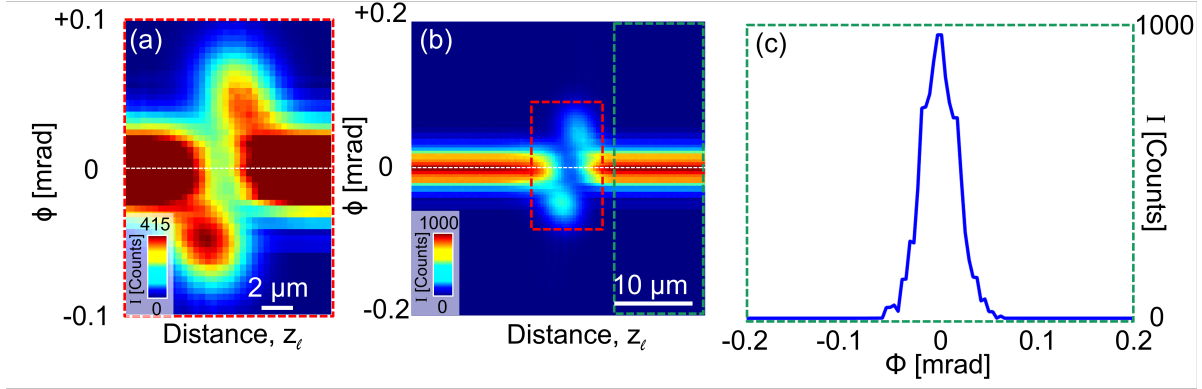 +0.1
(a)
ϕ [mrad]
0
415
I [Counts]
0
2 μm
-0.1
Distance, zℓ
+0.2
(b)
ϕ [mrad]
0
1000
I [Counts]
0
10 μm
-0.2
Distance, zℓ
(c)
1000
I [Counts]
0
-0.2
-0.1
0
0.1
0.2
Φ [mrad]